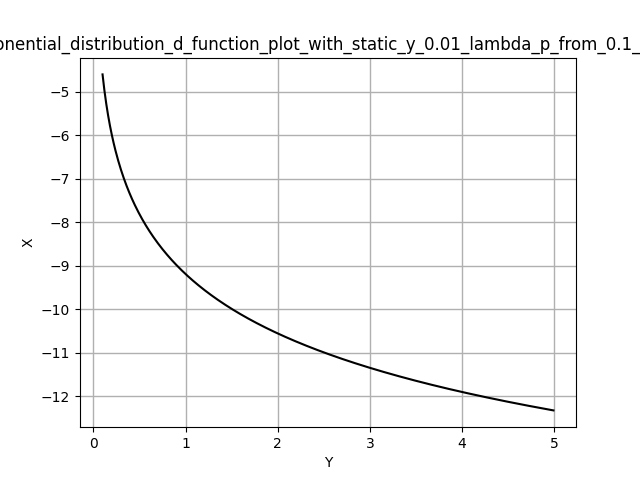 onential_distribution_d_function_plot_with_static_y_0.01_lambda_p_from_0.1_
−5
−6
−7
−8
−9
−10
−11
−12
X
0 1 2 3 4 5
Y